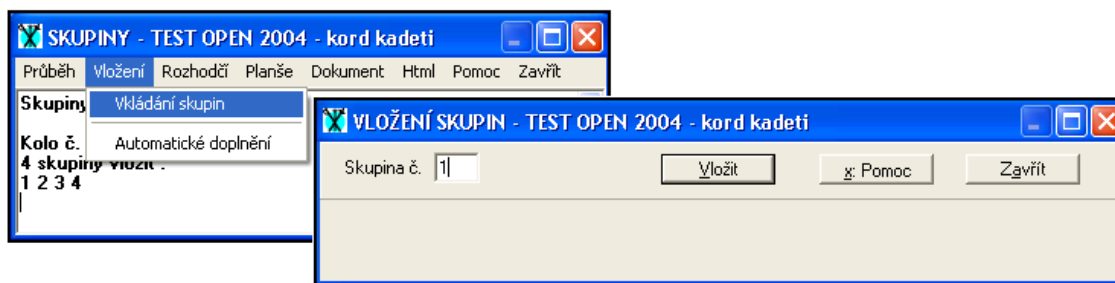 SKUPINY - TEST OPEN 2004 - kord kadeti
Průběh Vložení Rozhodčí Planše Dokument Html Pomoc Zavřít
Skupiny
Vkládání skupin
Kolo č.
Automatické doplnění
4 skupiny vložit :
1 2 3 4
VLOŽENÍ SKUPIN - TEST OPEN 2004 - kord kadeti
Skupina č. 1 Vložit x: Pomoc Zavřít